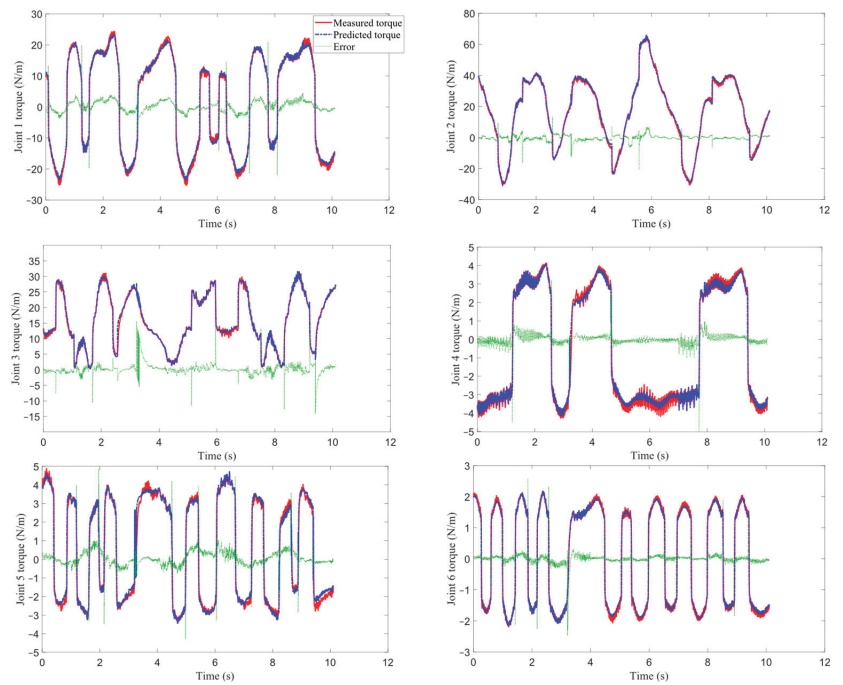 Measured torque
Predicted torque
Error
Joint 1 torque (N/m)
30
20
10
0
−10
−20
−30
0 2 4 6 8 10 12
Time (s)
Joint 2 torque (N/m)
80
60
40
20
0
−20
−40
0 2 4 6 8 10 12
Time (s)
Joint 3 torque (N/m)
35
30
25
20
15
10
5
0
−5
−10
−15
0 2 4 6 8 10 12
Time (s)
Joint 4 torque (N/m)
5
4
3
2
1
0
−1
−2
−3
−4
−5
0 2 4 6 8 10 12
Time (s)
Joint 5 torque (N/m)
5
4
3
2
1
0
−1
−2
−3
−4
−5
0 2 4 6 8 10 12
Time (s)
Joint 6 torque (N/m)
3
2
1
0
−1
−2
−3
0 2 4 6 8 10 12
Time (s)